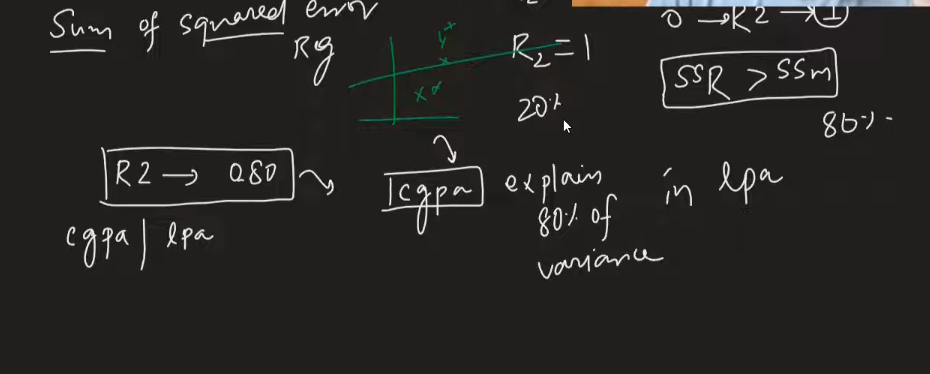 Sum of squared error
0 → R2 → 1
Rg
R2 = 1
SSR > SSm
20%
80%
R2 → 0.80
cgpa
explain
80% of
variance
in lpa
cgpa | lpa